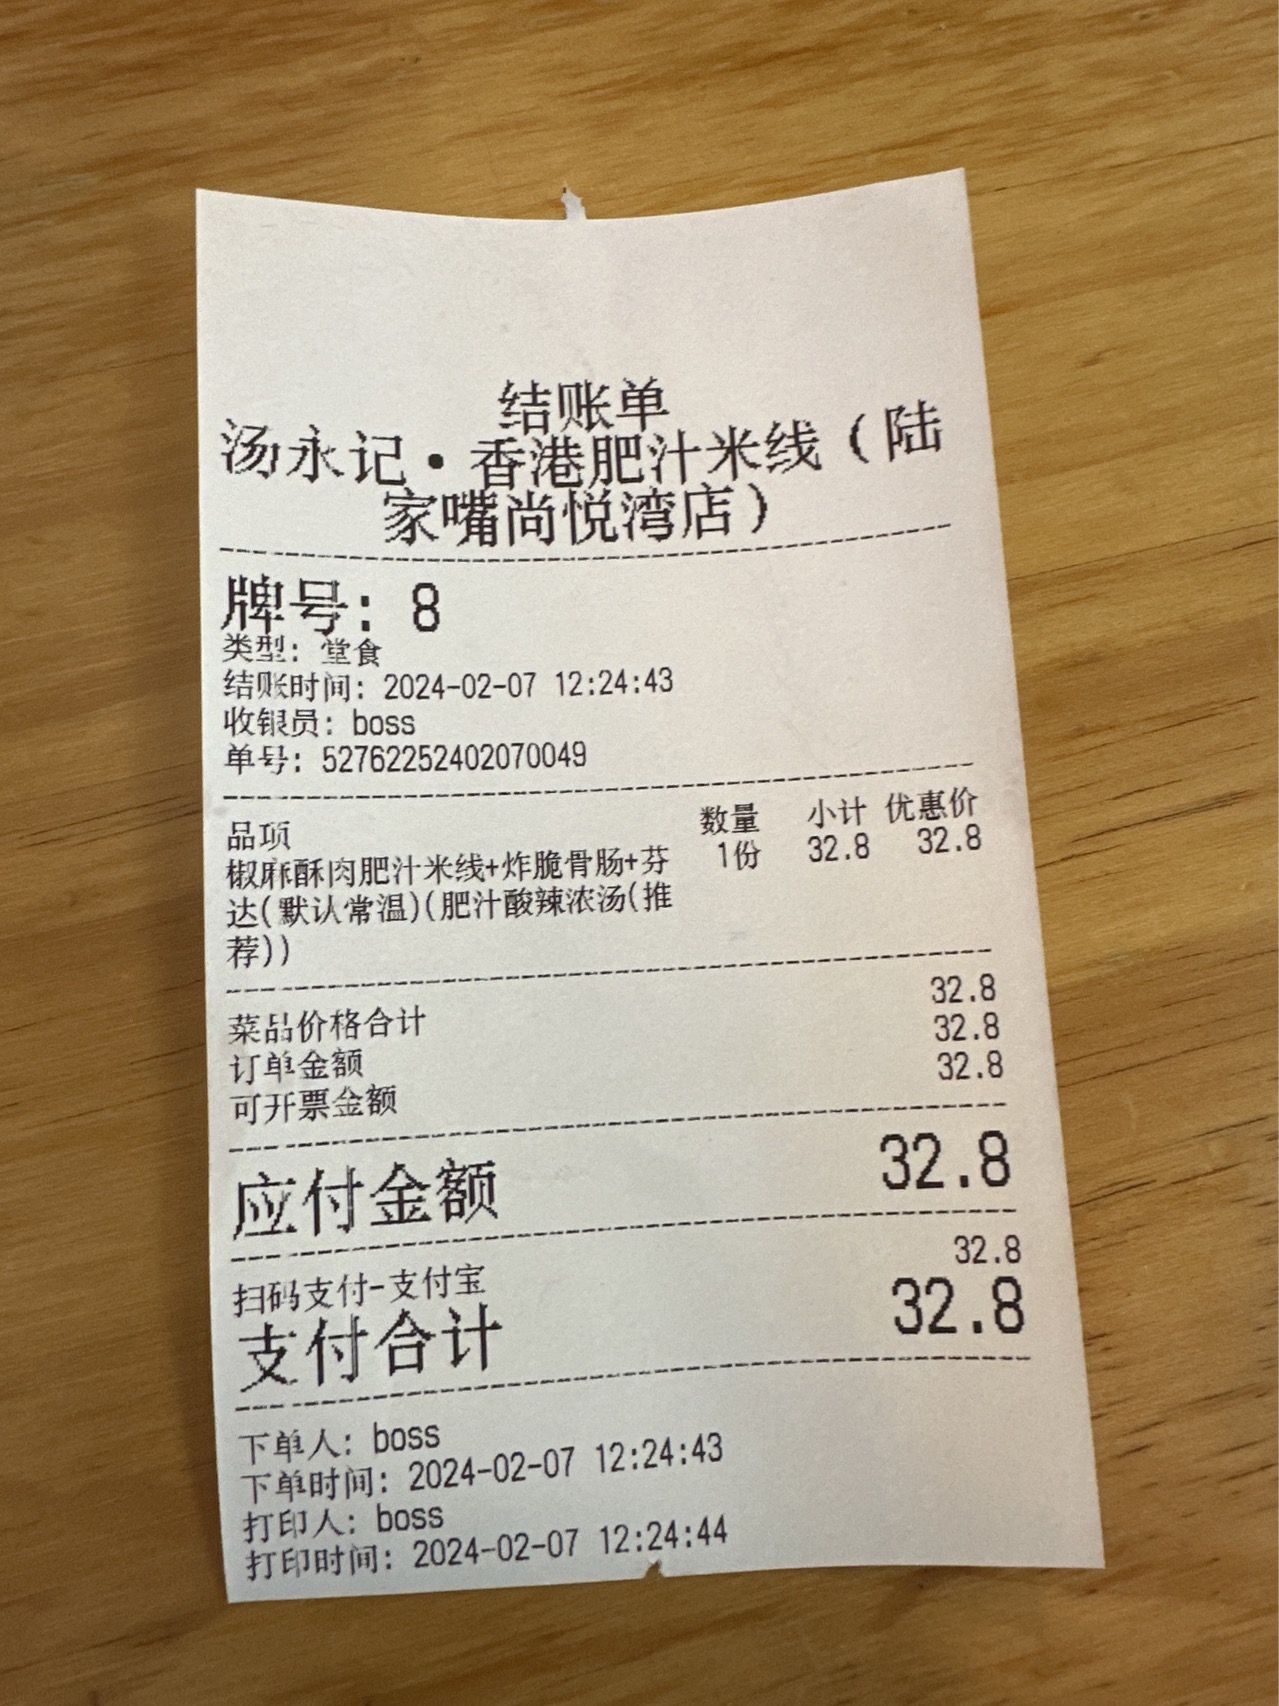 结账单
汤永记·香港肥汁米线（陆
家嘴尚悦湾店）
牌号：8
类型：堂食
结账时间：2024-02-07 12:24:43
收银员：boss
单号：52762252402070049
品项 数量 小计 优惠价
椒麻酥肉肥汁米线+炸脆骨肠+芬 1份 32.8 32.8
达(默认常温)(肥汁酸辣浓汤(推
荐))
菜品价格合计 32.8
订单金额 32.8
可开票金额 32.8
应付金额 32.8
扫码支付-支付宝 32.8
支付合计 32.8
下单人：boss
下单时间：2024-02-07 12:24:43
打印人：boss
打印时间：2024-02-07 12:24:44